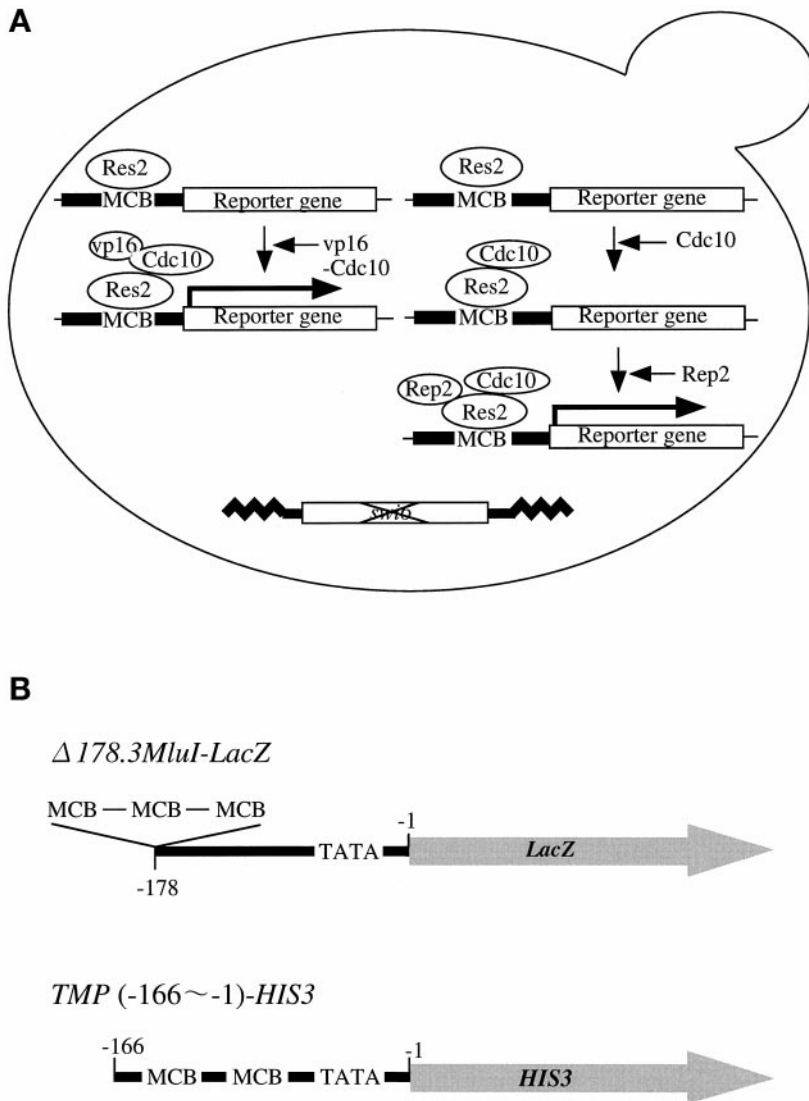 A
Res2
MCB
Reporter gene
vp16
-Cdc10
vp16
Cdc10
Res2
MCB
Reporter gene
Res2
MCB
Reporter gene
Cdc10
Cdc10
Res2
MCB
Reporter gene
Rep2
Rep2
Cdc10
Res2
MCB
Reporter gene
swi6
B
Δ178.3MluI-LacZ
MCB — MCB — MCB
-178
TATA
-1
LacZ
TMP (-166～-1)-HIS3
-166
MCB
MCB
TATA
-1
HIS3